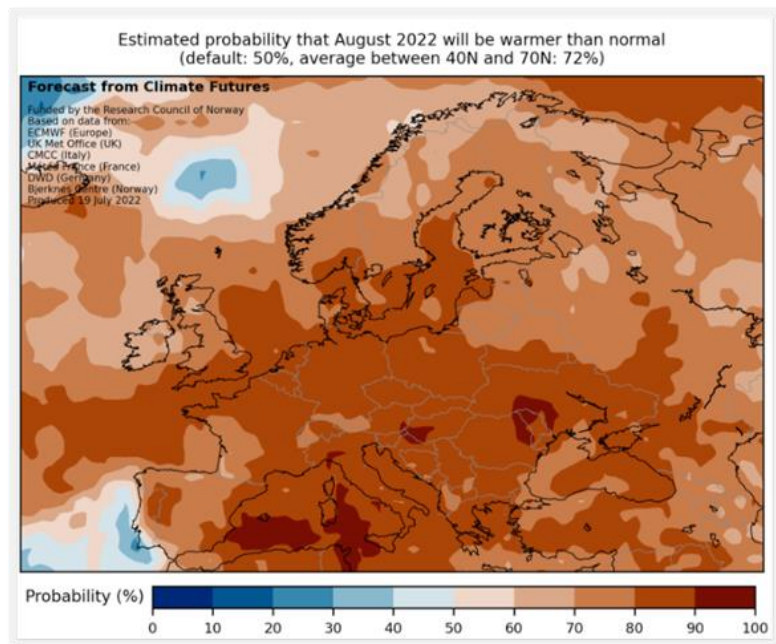 Estimated probability that August 2022 will be warmer than normal
(default: 50%, average between 40N and 70N: 72%)
Forecast from Climate Futures
Funded by the Research Council of Norway
Based on data from:
ECMWF (Europe)
UK Met Office (UK)
CMCC (Italy)
Météo France (France)
DWD (Germany)
Bjerknes Centre (Norway)
Produced 19 July 2022
Probability (%)
0 10 20 30 40 50 60 70 80 90 100